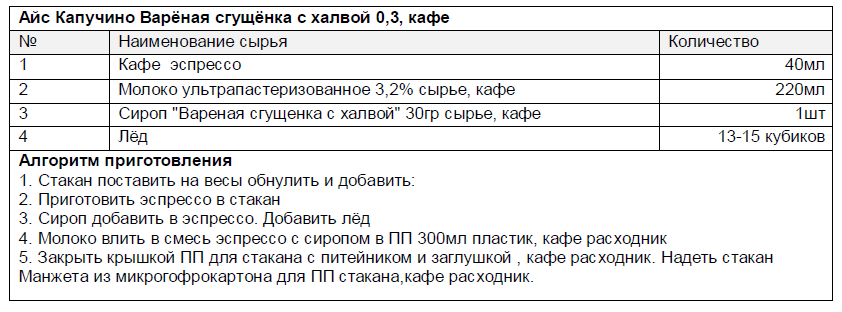 Айс Капучино Варёная сгущёнка с халвой 0,3, кафе
№ Наименование сырья Количество
1 Кафе эспрессо 40мл
2 Молоко ультрапастеризованное 3,2% сырье, кафе 220мл
3 Сироп "Вареная сгущенка с халвой" 30гр сырье, кафе 1шт
4 Лёд 13-15 кубиков
Алгоритм приготовления
1. Стакан поставить на весы обнулить и добавить:
2. Приготовить эспрессо в стакан
3. Сироп добавить в эспрессо. Добавить лёд
4. Молоко влить в смесь эспрессо с сиропом в ПП 300мл пластик, кафе расходник
5. Закрыть крышкой ПП для стакана с питейником и заглушкой , кафе расходник. Надеть стакан
Манжета из микрогофрокартона для ПП стакана,кафе расходник.